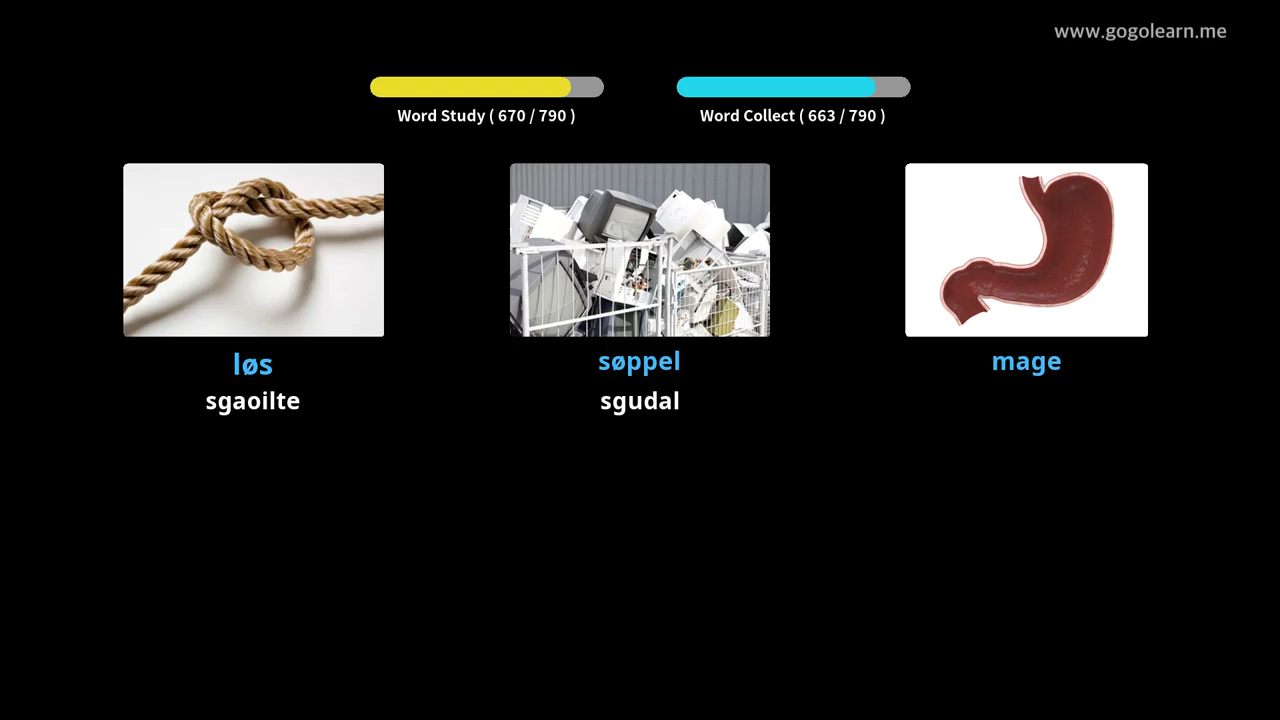 www.gogolearn.me
Word Study ( 670 / 790 )
Word Collect ( 663 / 790 )
løs
søppel
mage
sgaoilte
sgudal